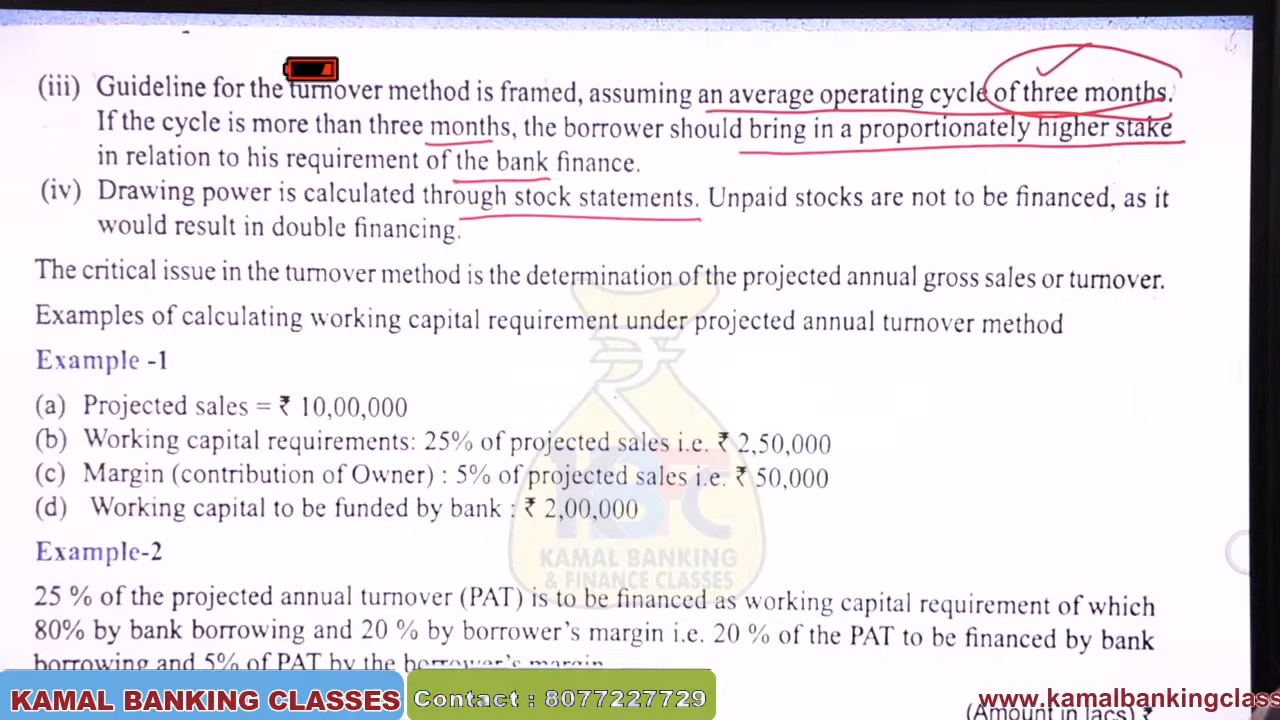 (iii) Guideline for the turnover method is framed, assuming an average operating cycle of three months.
If the cycle is more than three months, the borrower should bring in a proportionately higher stake
in relation to his requirement of the bank finance.
(iv) Drawing power is calculated through stock statements. Unpaid stocks are not to be financed, as it
would result in double financing.
The critical issue in the turnover method is the determination of the projected annual gross sales or turnover.
Examples of calculating working capital requirement under projected annual turnover method
Example -1
(a) Projected sales = ₹ 10,00,000
(b) Working capital requirements: 25% of projected sales i.e. ₹ 2,50,000
(c) Margin (contribution of Owner) : 5% of projected sales i.e. ₹ 50,000
(d) Working capital to be funded by bank : ₹ 2,00,000
KAMAL BANKING
& FINANCE CLASSES
Example-2
25 % of the projected annual turnover (PAT) is to be financed as working capital requirement of which
80% by bank borrowing and 20 % by borrower's margin i.e. 20 % of the PAT to be financed by bank
borrowing and 5% of PAT by the borrower's margin
(Amount in lacs) ₹
KAMAL BANKING CLASSES
Contact : 8077227729
www.kamalbankingclass